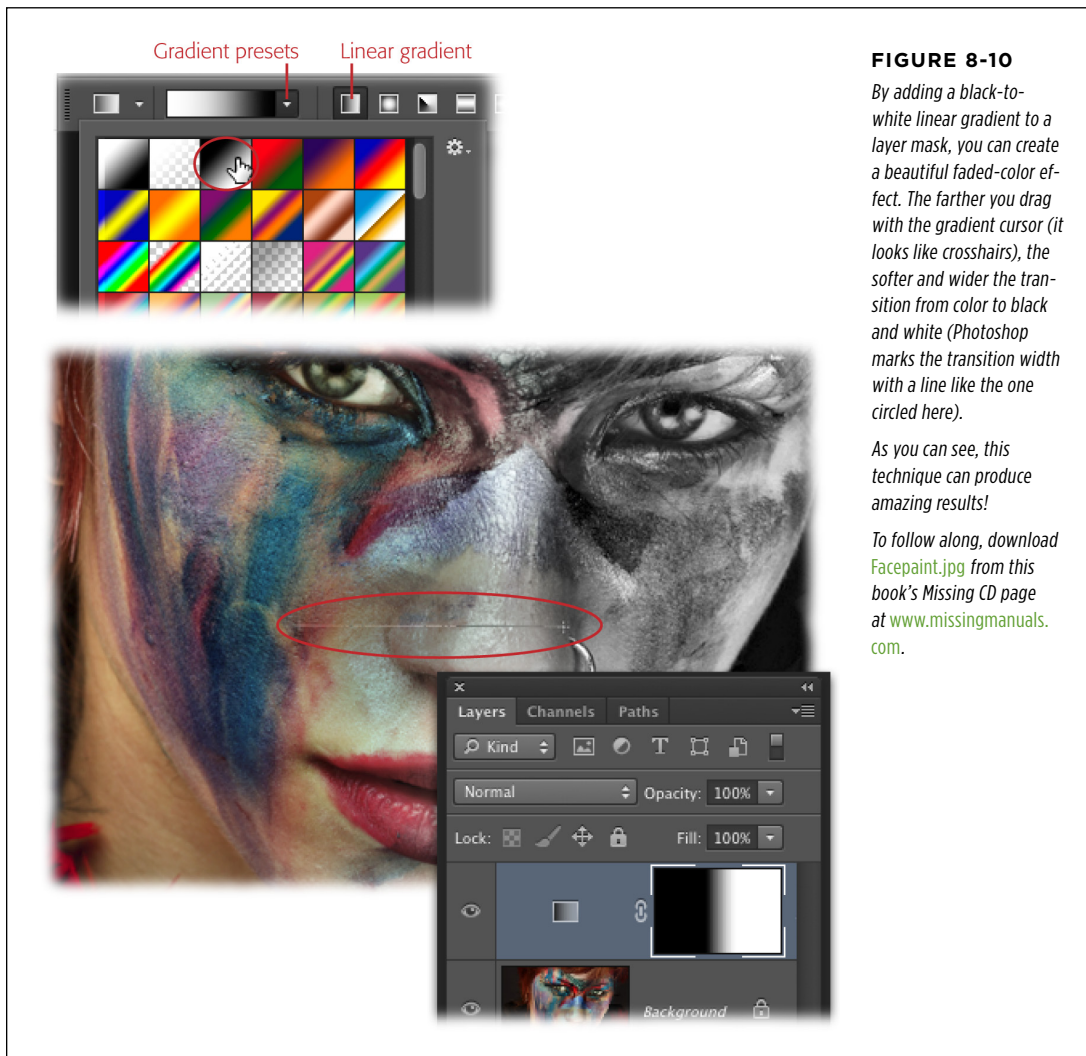 Gradient presets
Linear gradient
FIGURE 8-10
By adding a black-to-
white linear gradient to a
layer mask, you can create
a beautiful faded-color ef-
fect. The farther you drag
with the gradient cursor (it
looks like crosshairs), the
softer and wider the tran-
sition from color to black
and white (Photoshop
marks the transition width
with a line like the one
circled here).
As you can see, this
technique can produce
amazing results!
To follow along, download
Facepaint.jpg from this
book's Missing CD page
at www.missingmanuals.
com.
Layers Channels Paths
Kind T
Normal Opacity: 100%
Lock: Fill: 100%
Background